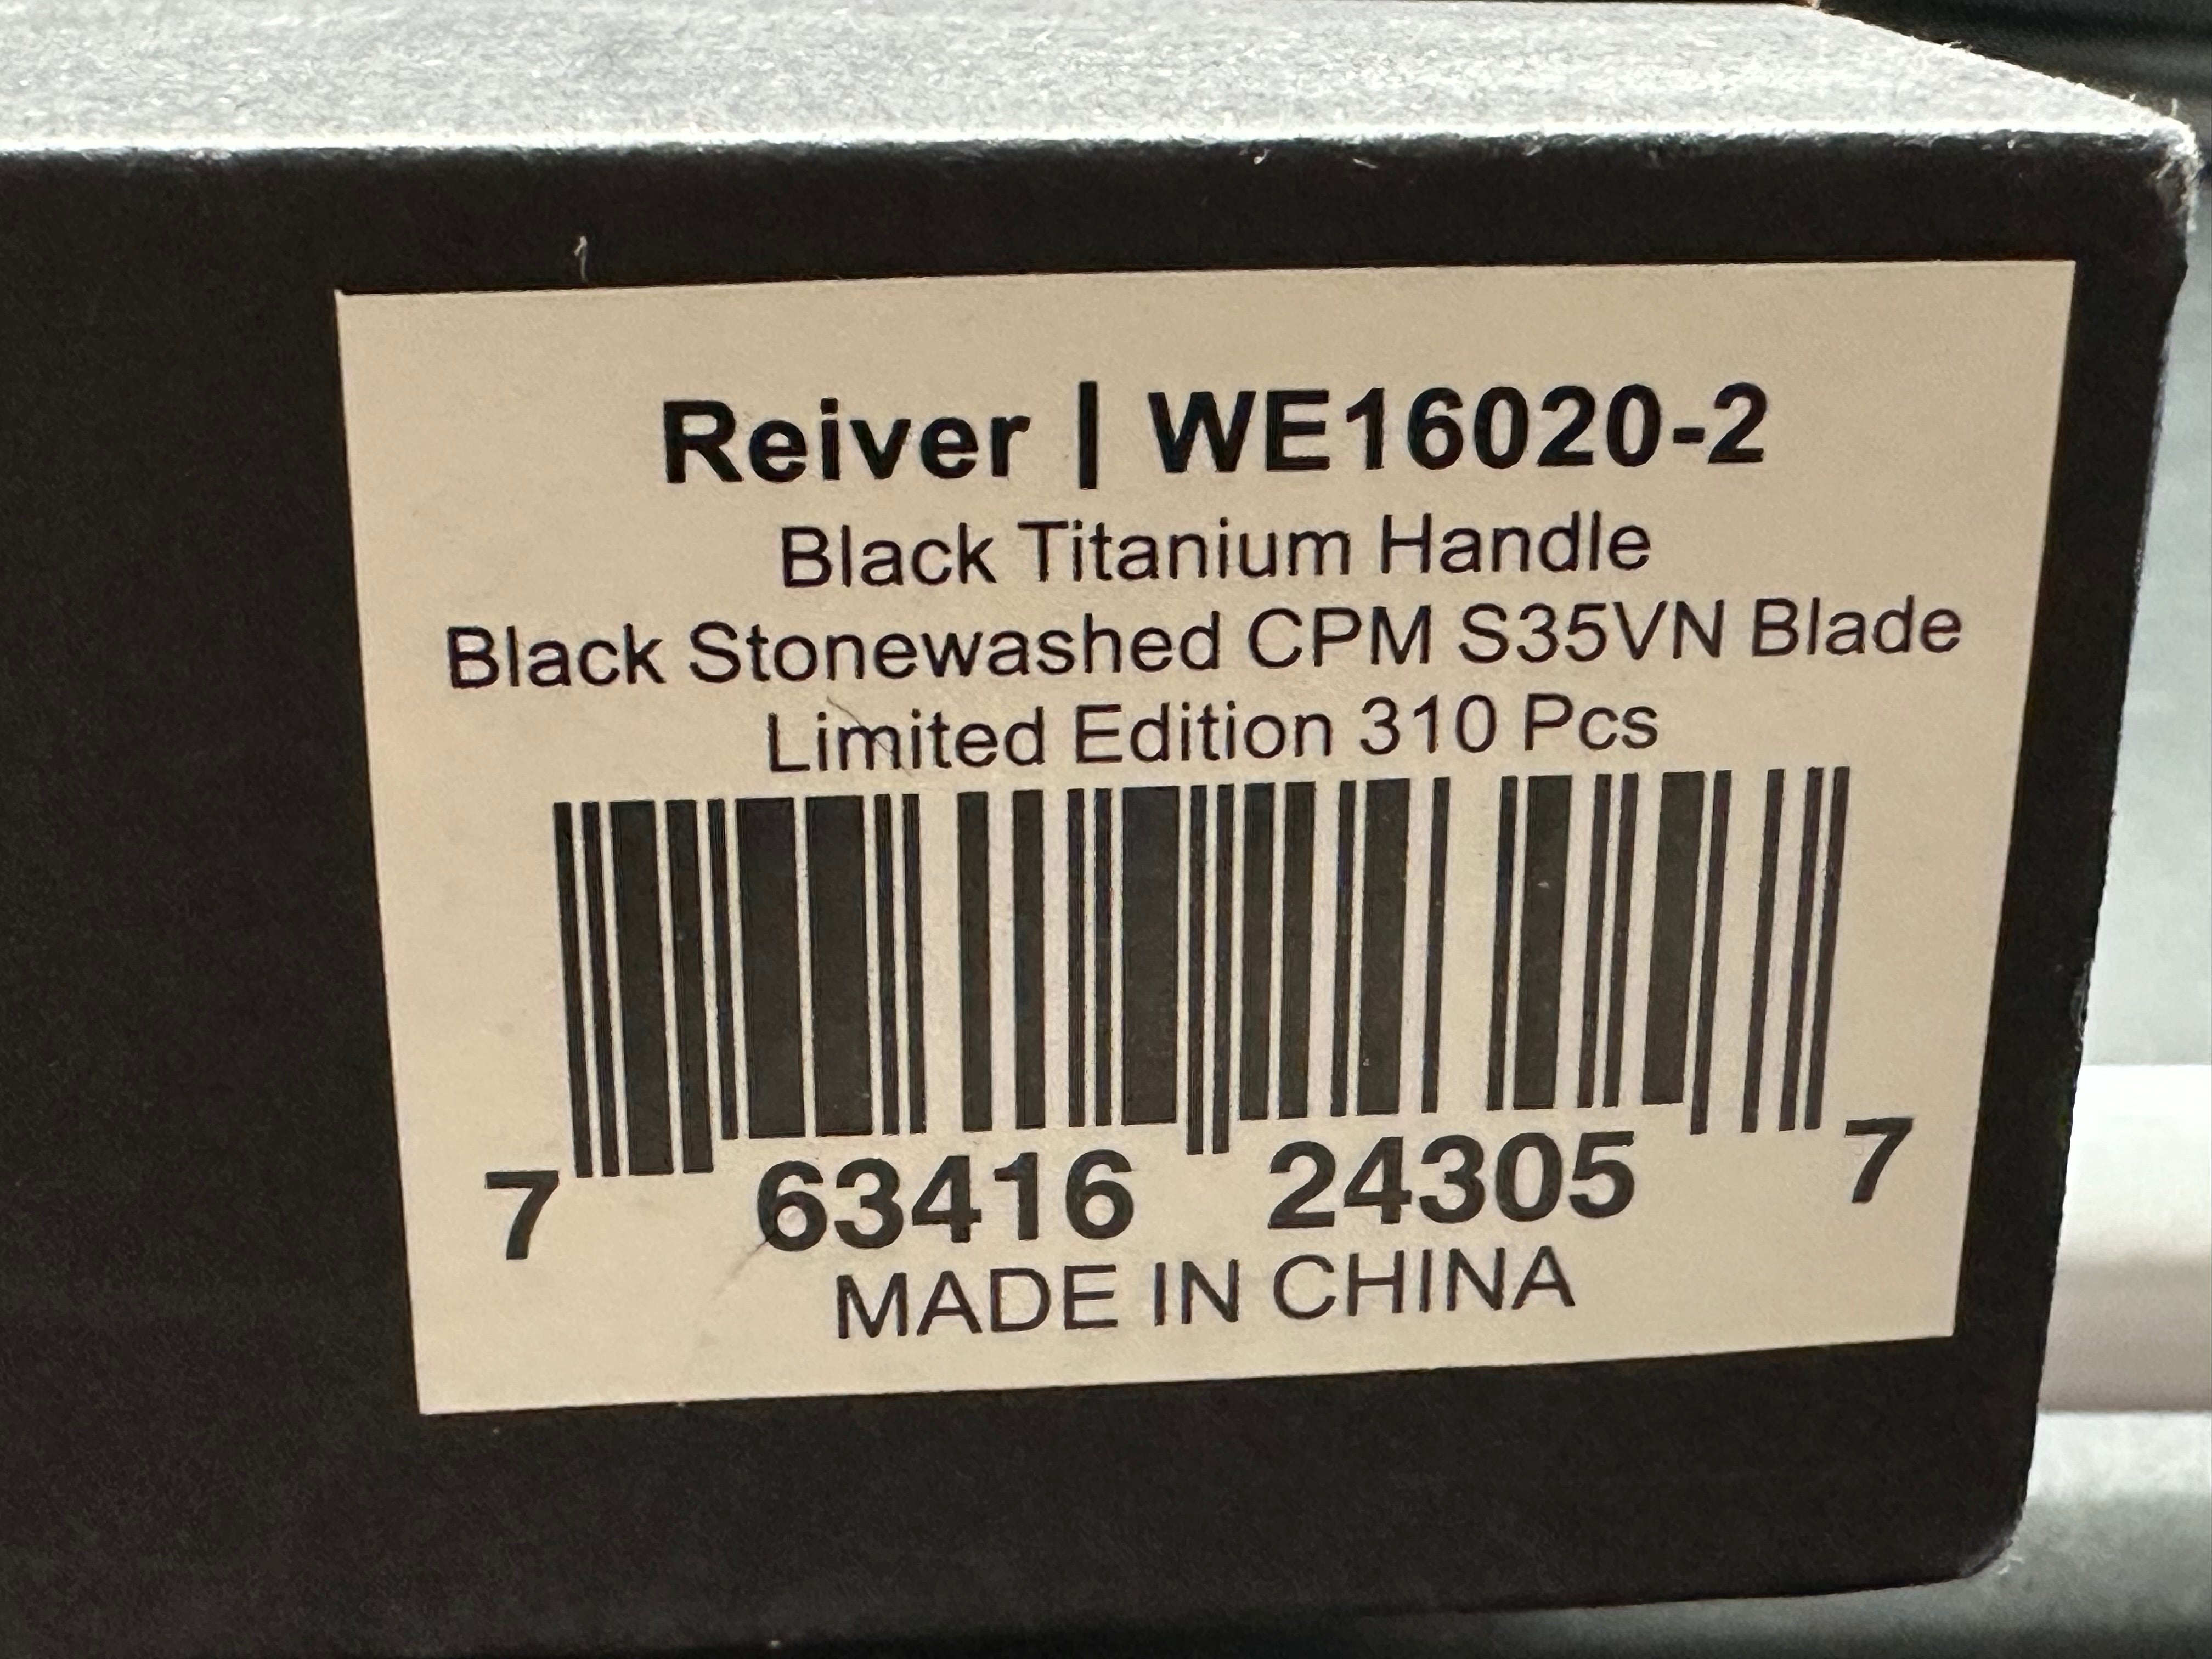 Reiver | WE16020-2
Black Titanium Handle
Black Stonewashed CPM S35VN Blade
Limited Edition 310 Pcs
7 63416 24305 7
MADE IN CHINA